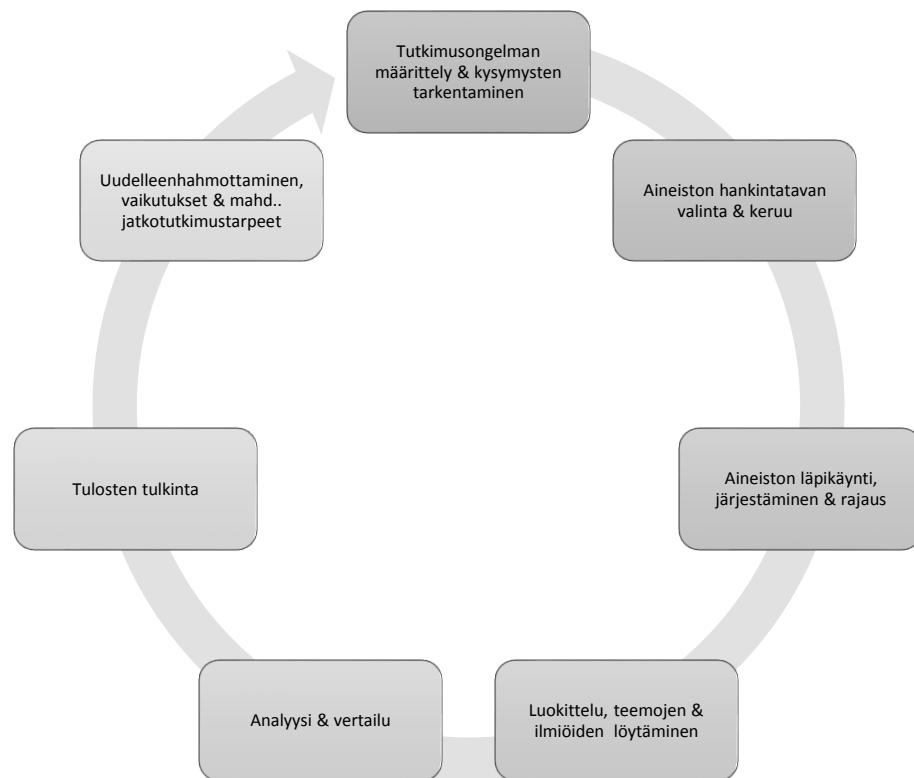 Tutkimusongelman
määrittely & kysymysten
tarkentaminen
Aineiston hankintatavan
valinta & keruu
Aineiston läpikäynti,
järjestäminen & rajaus
Luokittelu, teemojen &
ilmiöiden löytäminen
Analyysi & vertailu
Tulosten tulkinta
Uudelleenhahmottaminen,
vaikutukset & mahd..
jatkotutkimustarpeet